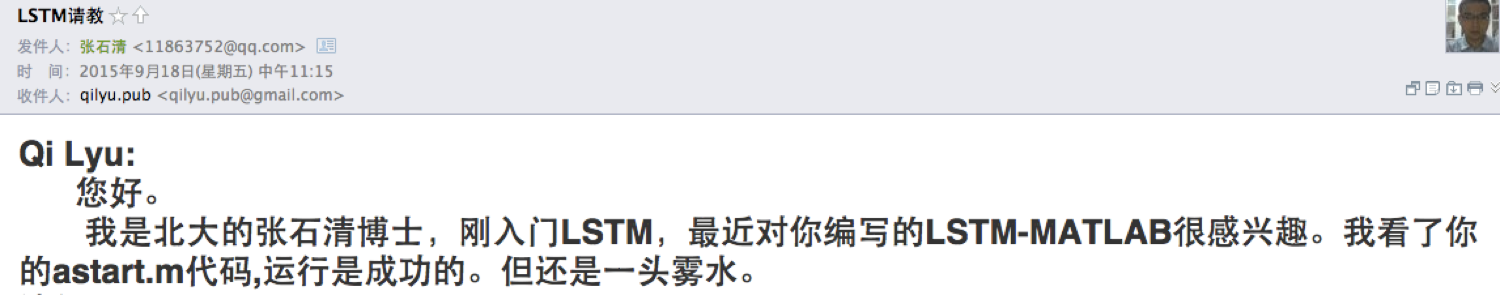 LSTM请教
发件人：张石清 <11863752@qq.com>
时　间：2015年9月18日(星期五) 中午11:15
收件人：qilyu.pub <qilyu.pub@gmail.com>
Qi Lyu:
您好。
我是北大的张石清博士，刚入门LSTM，最近对你编写的LSTM-MATLAB很感兴趣。我看了你
的astart.m代码,运行是成功的。但还是一头雾水。